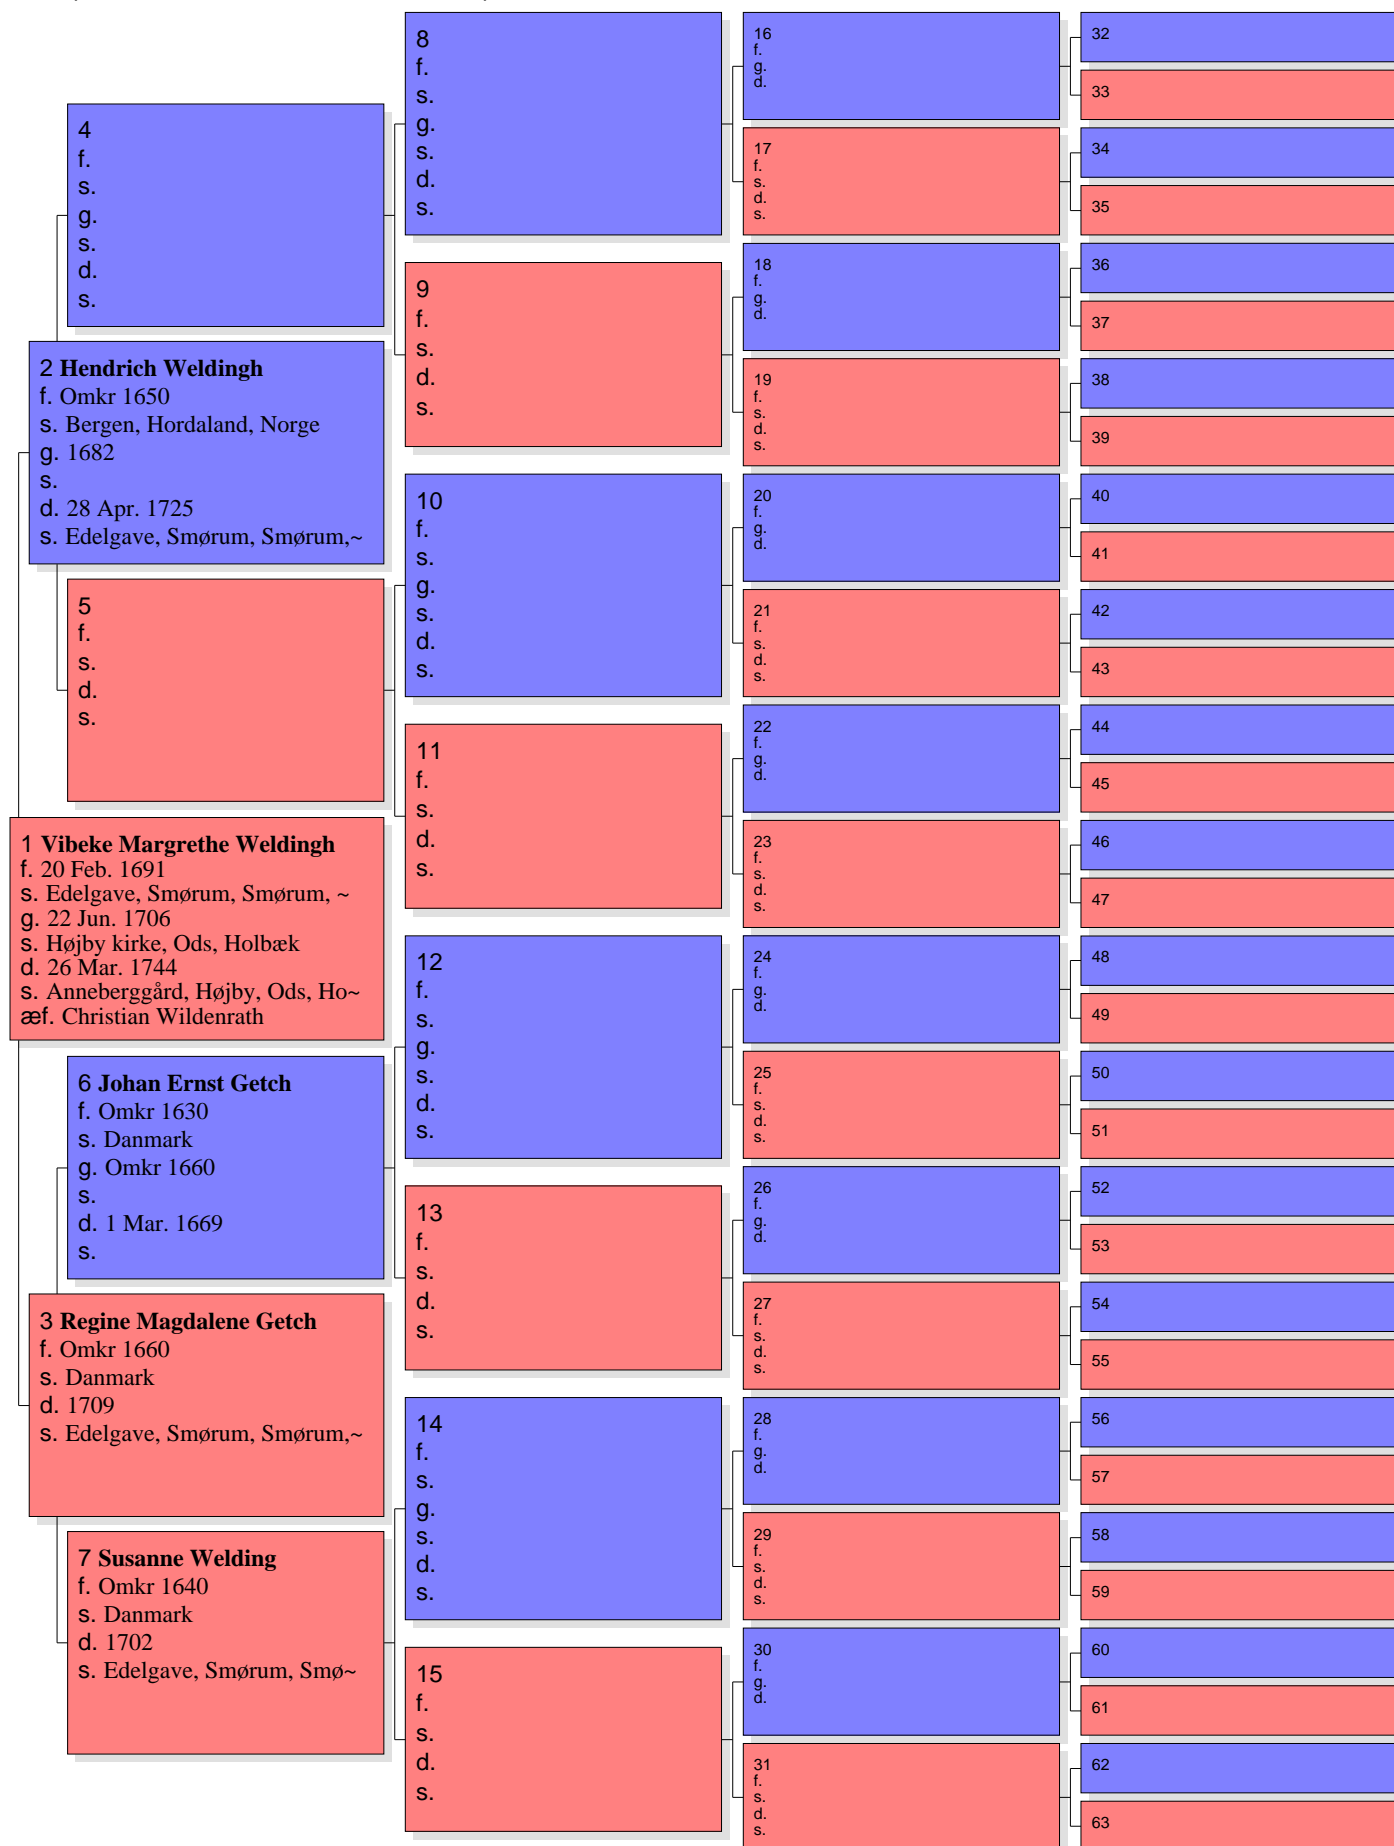 4
f.
s.
g.
s.
d.
s.
2 Hendrich Weldingh
f. Omkr 1650
s. Bergen, Hordaland, Norge
g. 1682
s.
d. 28 Apr. 1725
s. Edelgave, Smørum, Smørum,~
5
f.
s.
d.
s.
1 Vibeke Margrethe Weldingh
f. 20 Feb. 1691
s. Edelgave, Smørum, Smørum, ~
g. 22 Jun. 1706
s. Højby kirke, Ods, Holbæk
d. 26 Mar. 1744
s. Anneberggård, Højby, Ods, Ho~
æf. Christian Wildenrath
6 Johan Ernst Getch
f. Omkr 1630
s. Danmark
g. Omkr 1660
s.
d. 1 Mar. 1669
s.
3 Regine Magdalene Getch
f. Omkr 1660
s. Danmark
d. 1709
s. Edelgave, Smørum, Smørum,~
7 Susanne Welding
f. Omkr 1640
s. Danmark
d. 1702
s. Edelgave, Smørum, Smø~
8
f.
s.
g.
s.
d.
s.
9
f.
s.
d.
s.
10
f.
s.
g.
s.
d.
s.
11
f.
s.
d.
s.
12
f.
s.
g.
s.
d.
s.
13
f.
s.
d.
s.
14
f.
s.
g.
s.
d.
s.
15
f.
s.
d.
s.
16
f.
g.
d.
17
f.
s.
d.
s.
18
f.
g.
d.
19
f.
s.
d.
s.
20
f.
g.
d.
21
f.
s.
d.
s.
22
f.
g.
d.
23
f.
s.
d.
s.
24
f.
g.
d.
25
f.
s.
d.
s.
26
f.
g.
d.
27
f.
s.
d.
s.
28
f.
g.
d.
29
f.
s.
d.
s.
30
f.
g.
d.
31
f.
s.
d.
s.
32
33
34
35
36
37
38
39
40
41
42
43
44
45
46
47
48
49
50
51
52
53
54
55
56
57
58
59
60
61
62
63